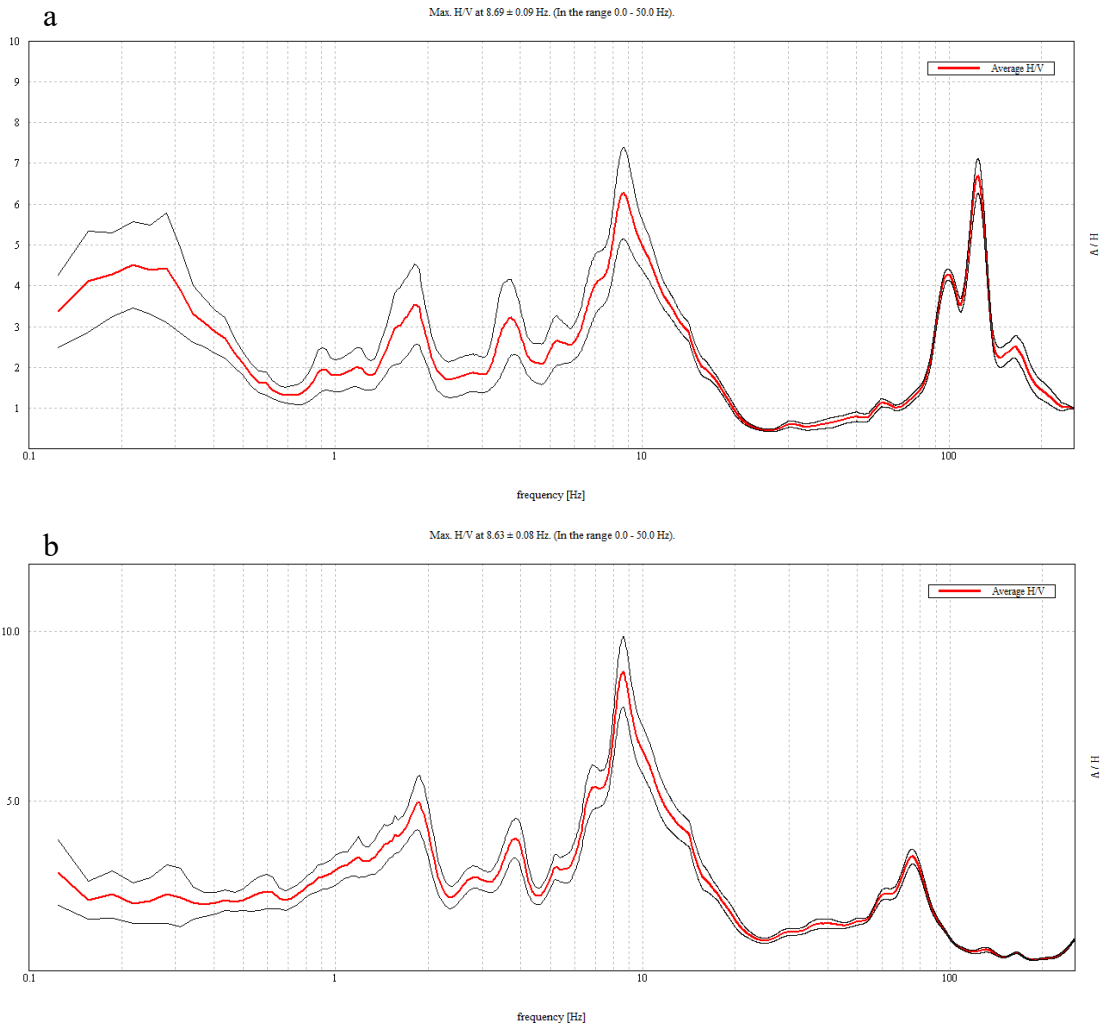 a
Max. H/V at 8.69 ± 0.09 Hz. (In the range 0.0 - 50.0 Hz).
10
9
8
7
6
5
4
3
2
1
Average H/V
H / V
0.1
1
10
100
frequency [Hz]
b
Max. H/V at 8.63 ± 0.08 Hz. (In the range 0.0 - 50.0 Hz).
10.0
5.0
Average H/V
H / V
0.1
1
10
100
frequency [Hz]